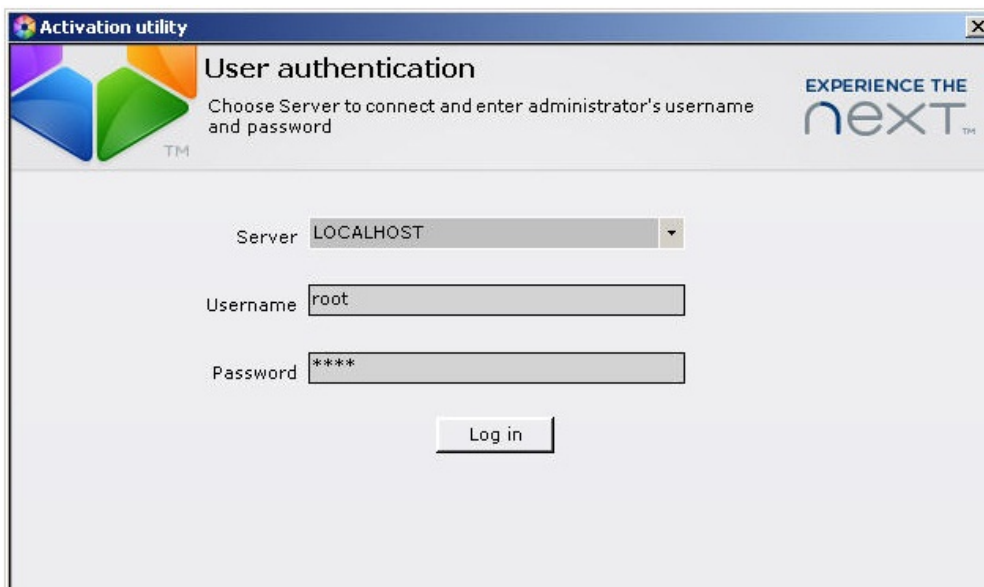 Activation utility
User authentication
Choose Server to connect and enter administrator's username
and password
TM
EXPERIENCE THE
next TM
Server LOCALHOST
Username root
Password ****
Log in